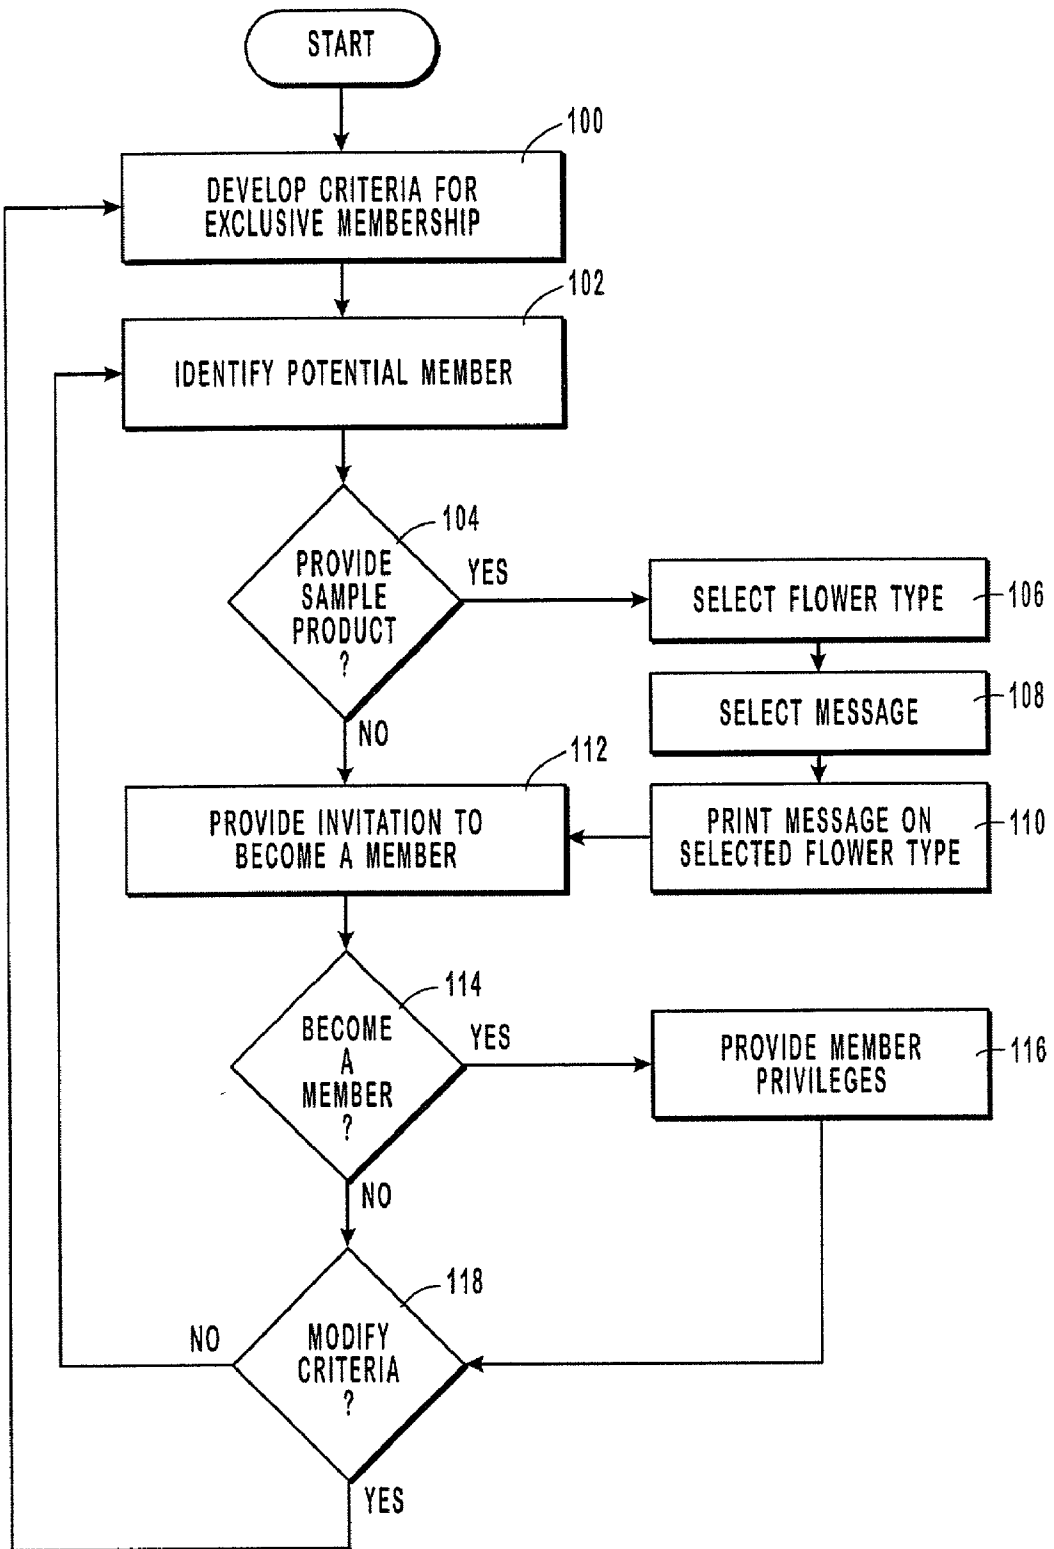 START
100
DEVELOP CRITERIA FOR
EXCLUSIVE MEMBERSHIP
102
IDENTIFY POTENTIAL MEMBER
104
PROVIDE
SAMPLE
PRODUCT
?
YES
SELECT FLOWER TYPE
106
SELECT MESSAGE
108
NO
112
PROVIDE INVITATION TO
BECOME A MEMBER
PRINT MESSAGE ON
SELECTED FLOWER TYPE
110
114
BECOME
A
MEMBER
?
YES
PROVIDE MEMBER
PRIVILEGES
116
NO
118
MODIFY
CRITERIA
?
NO
YES